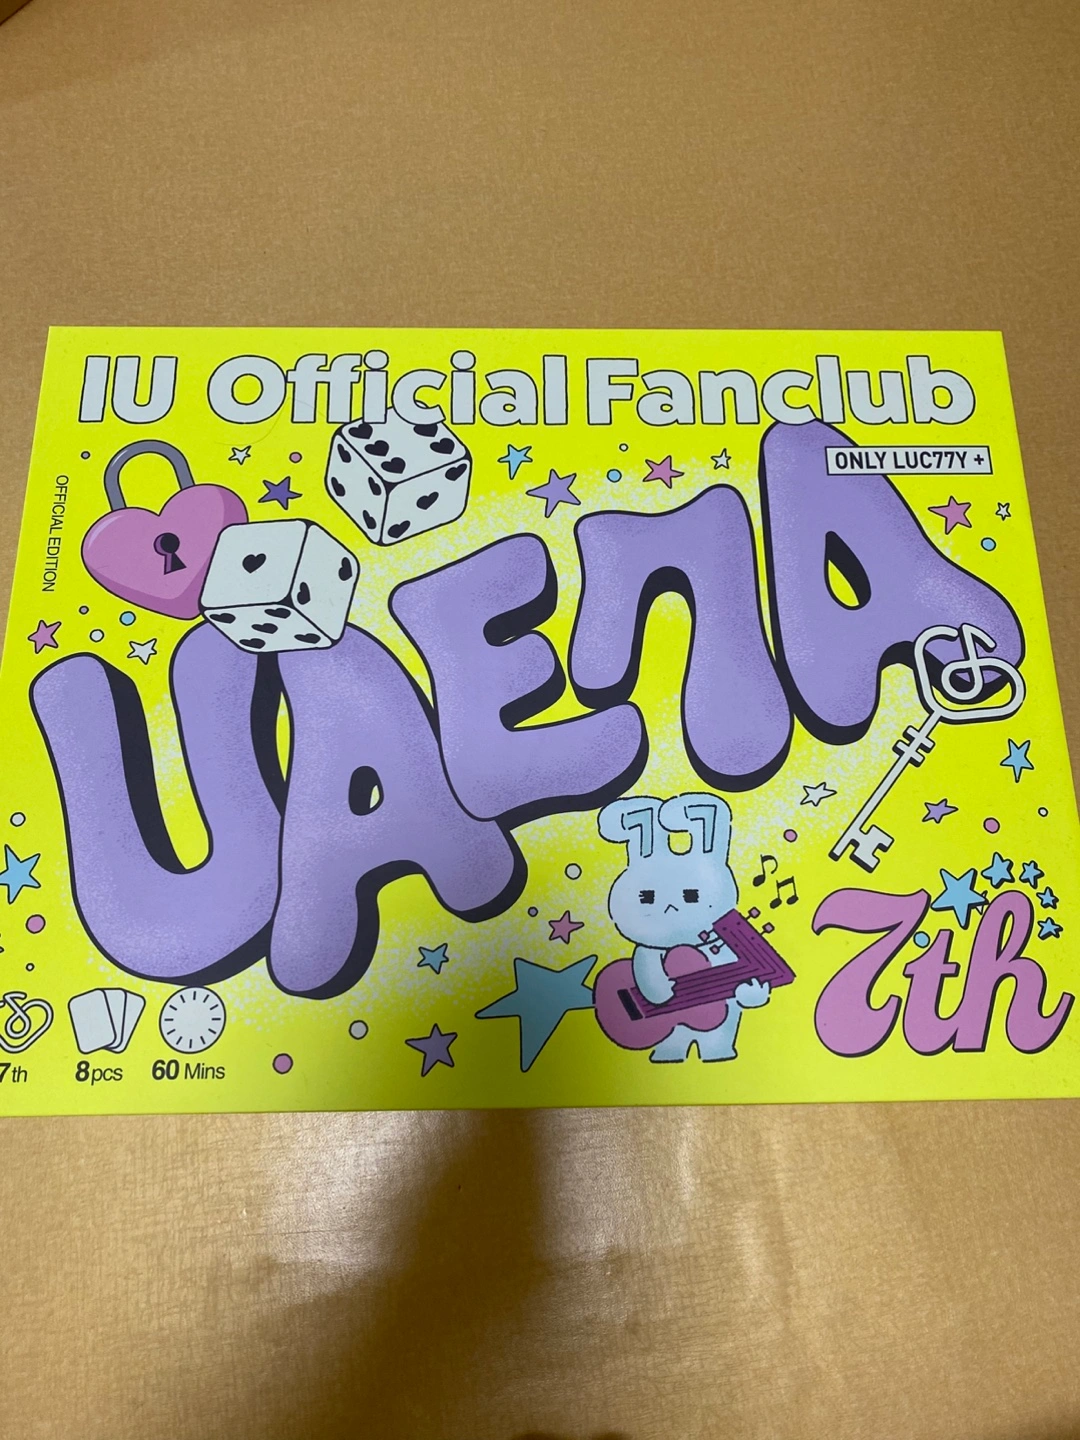 IU Official Fanclub
ONLY LUC77Y +
OFFICIAL EDITION
UAEnA
7th
7th
8pcs
60 Mins